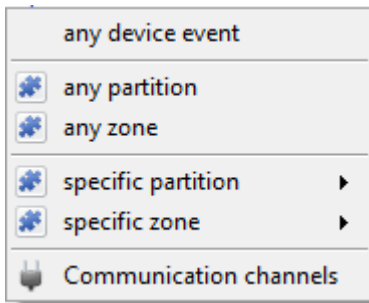 any device event
any partition
any zone
specific partition
specific zone
Communication channels